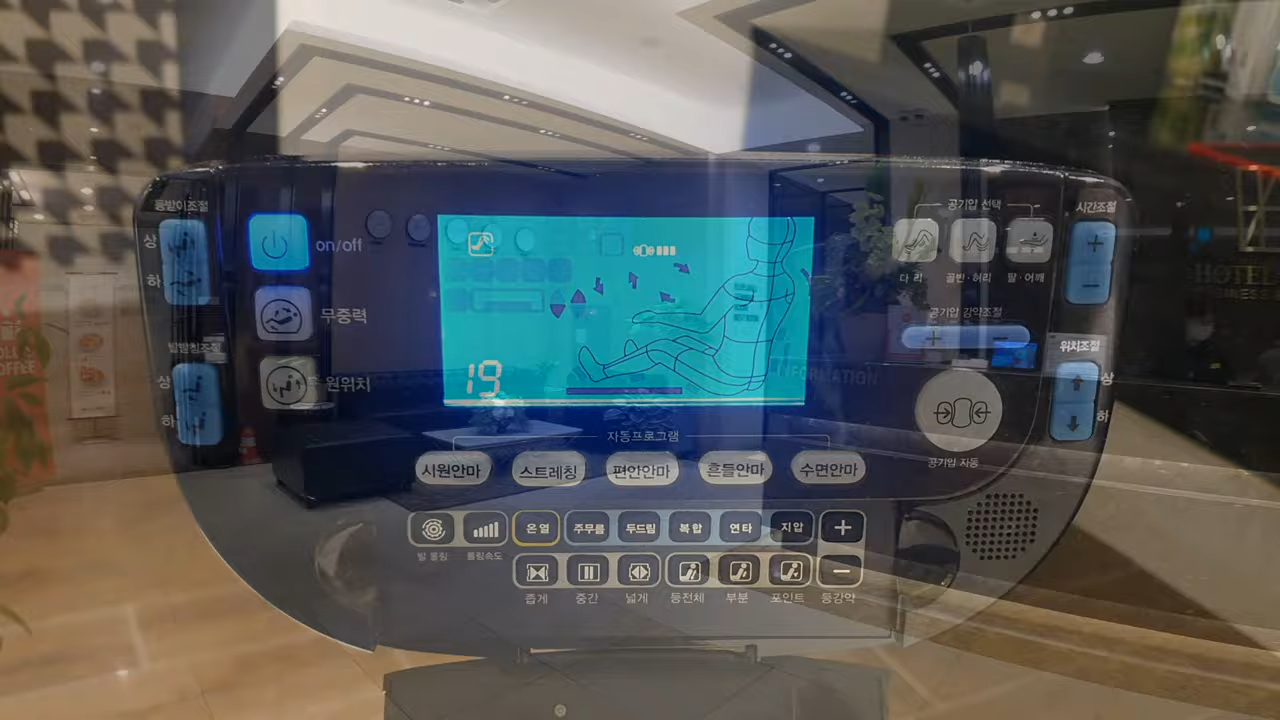 등받이조절
상
하
on/off
무중력
원위치
발받침조절
상
하
19
공기압 선택
다리
골반·허리
팔·어깨
시간조절
+
−
공기압 강약조절
+ −
위치조절
상
하
공기압 자동
INFORMATION
HOTEL
자동프로그램
시원안마 스트레칭 편안안마 흔들안마 수면안마
온열 주무름 두드림 복합 연타 지압 +
발 롤링 롤링속도
−
좁게 중간 넓게 등전체 부분 포인트 등강약